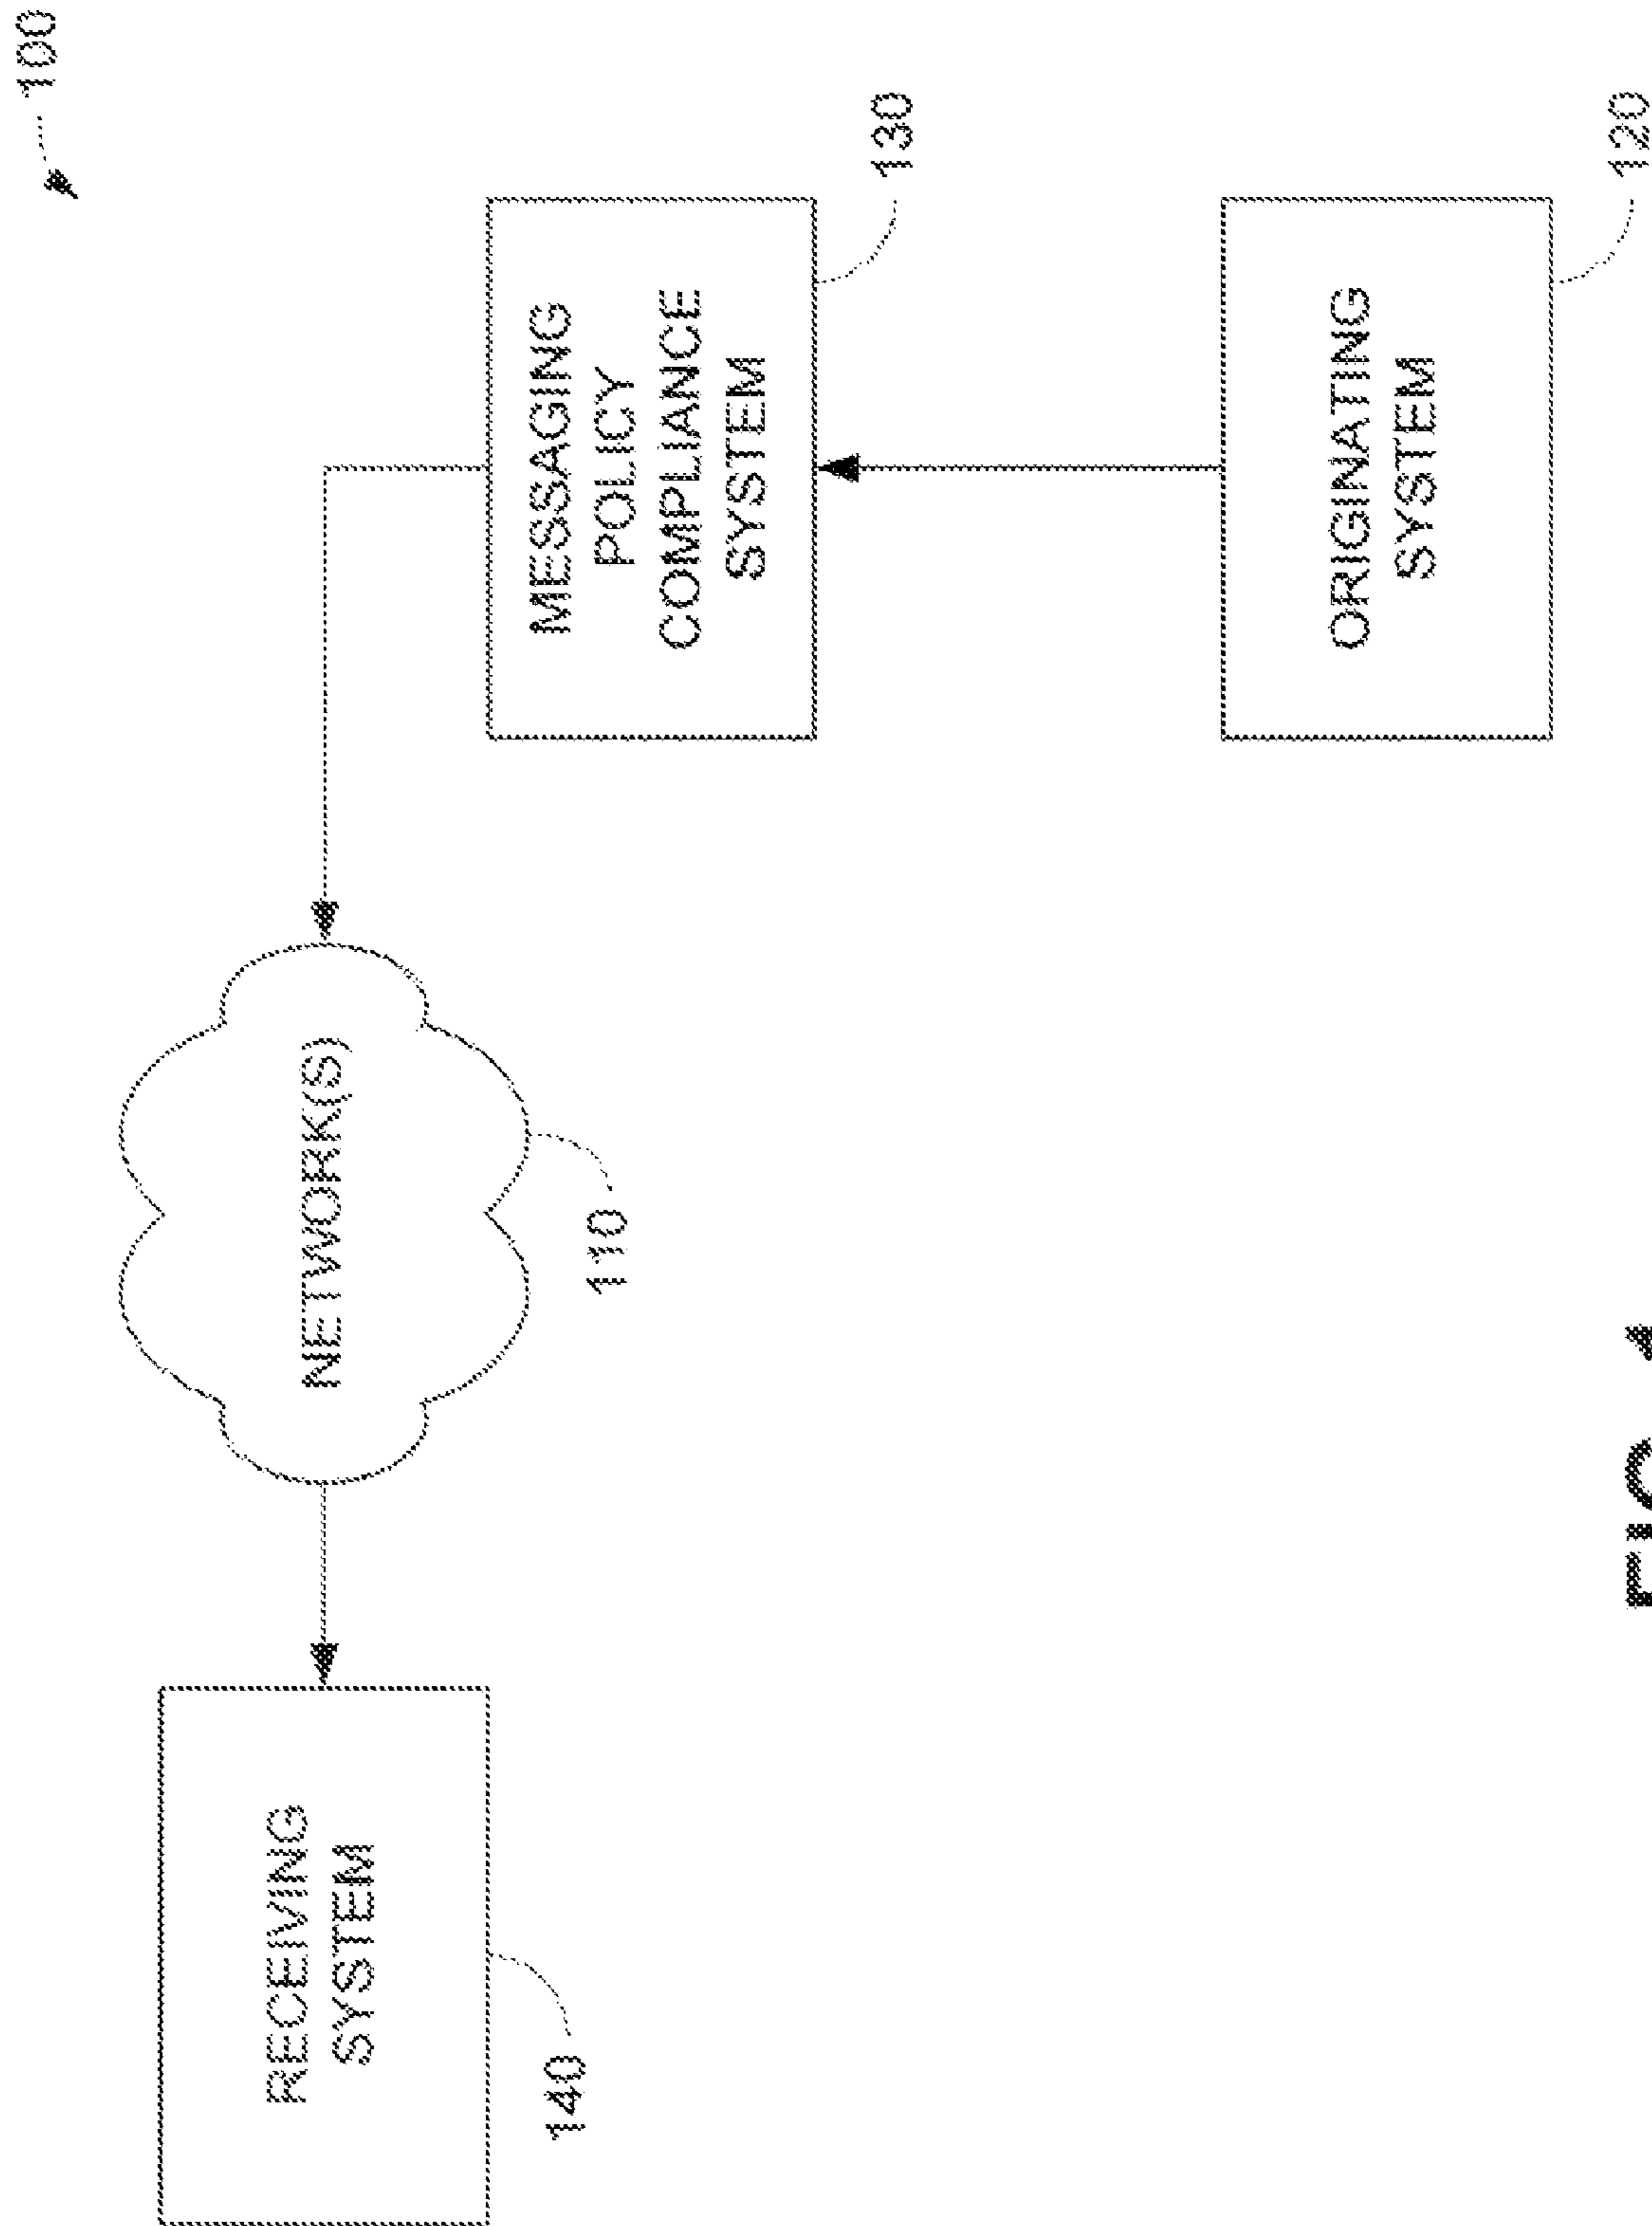 100
RECEIVING
SYSTEM
140
NETWORK(S)
110
MESSAGING
POLICY
COMPLIANCE
SYSTEM
130
ORIGINATING
SYSTEM
120